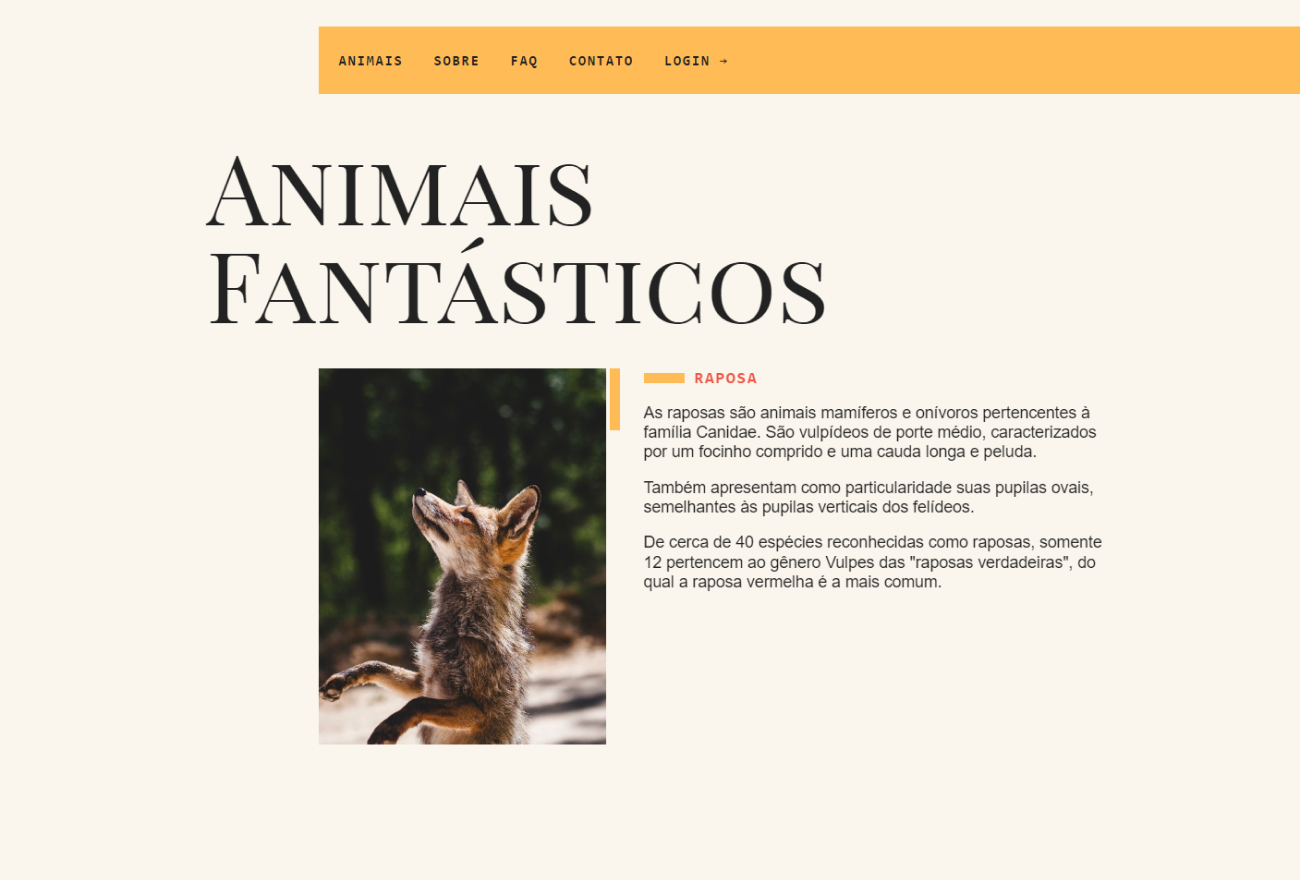 ANIMAIS SOBRE FAQ CONTATO LOGIN →
Animais
Fantásticos
RAPOSA
As raposas são animais mamíferos e onívoros pertencentes à
família Canidae. São vulpídeos de porte médio, caracterizados
por um focinho comprido e uma cauda longa e peluda.
Também apresentam como particularidade suas pupilas ovais,
semelhantes às pupilas verticais dos felídeos.
De cerca de 40 espécies reconhecidas como raposas, somente
12 pertencem ao gênero Vulpes das "raposas verdadeiras", do
qual a raposa vermelha é a mais comum.